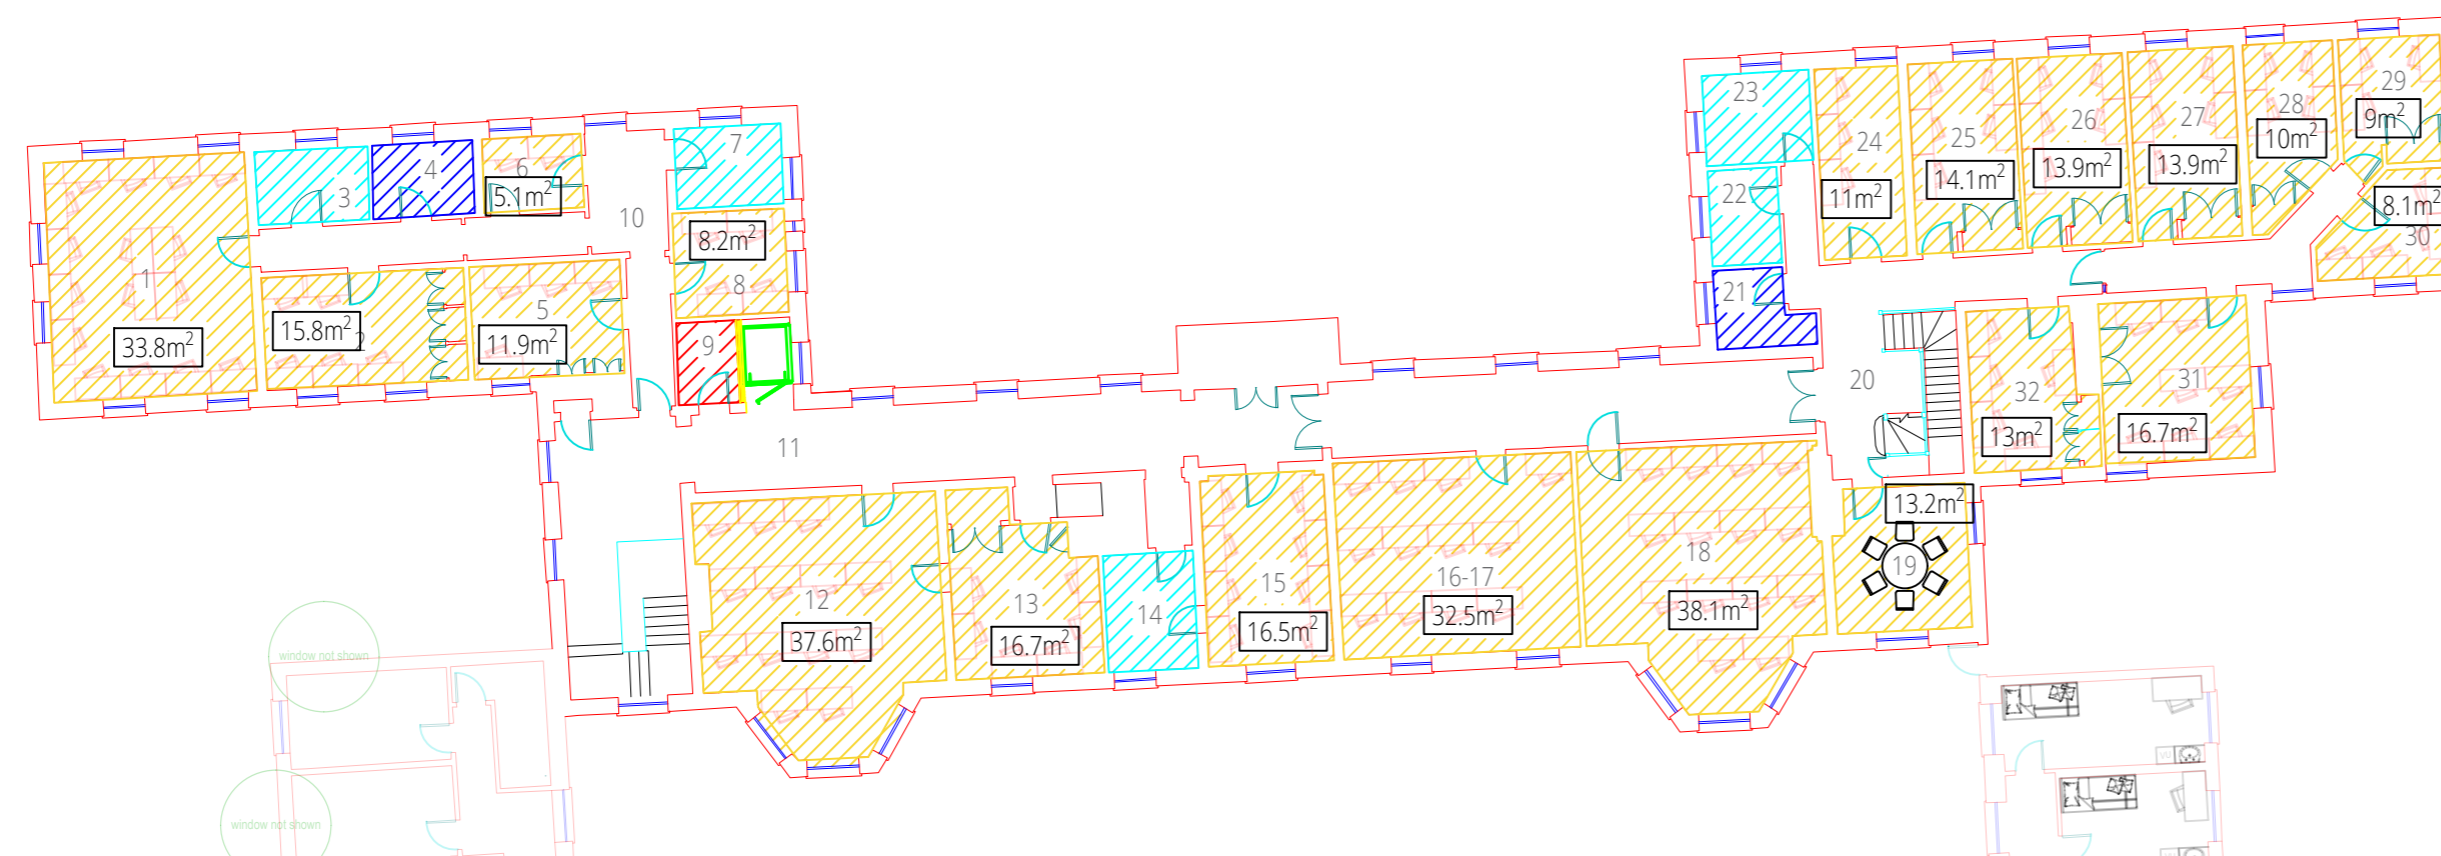 1
33.8m²
3
4
6
5.1m²
7
10
8.2m²
8
15.8m²
2
5
11.9m²
9
11
12
37.6m²
13
16.7m²
14
15
16.5m²
16-17
32.5m²
18
38.1m²
13.2m²
19
20
21
22
23
24
11m²
25
14.1m²
26
13.9m²
27
13.9m²
28
10m²
29
9m²
8.1m²
30
31
16.7m²
32
13m²
window not shown
window not shown